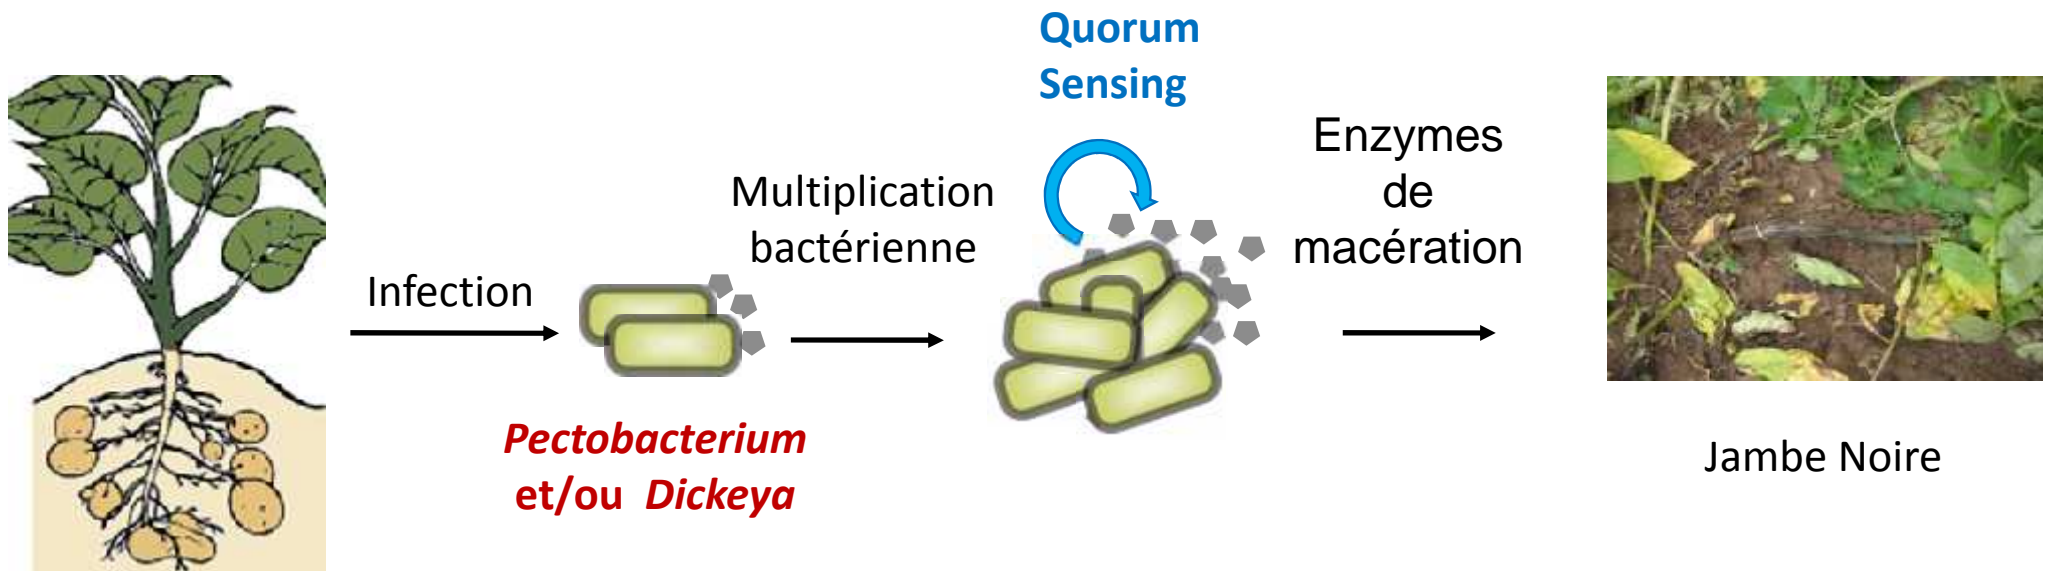 Quorum
Sensing
Infection
Multiplication
bactérienne
Enzymes
de
macération
Pectobacterium
et/ou Dickeya
Jambe Noire